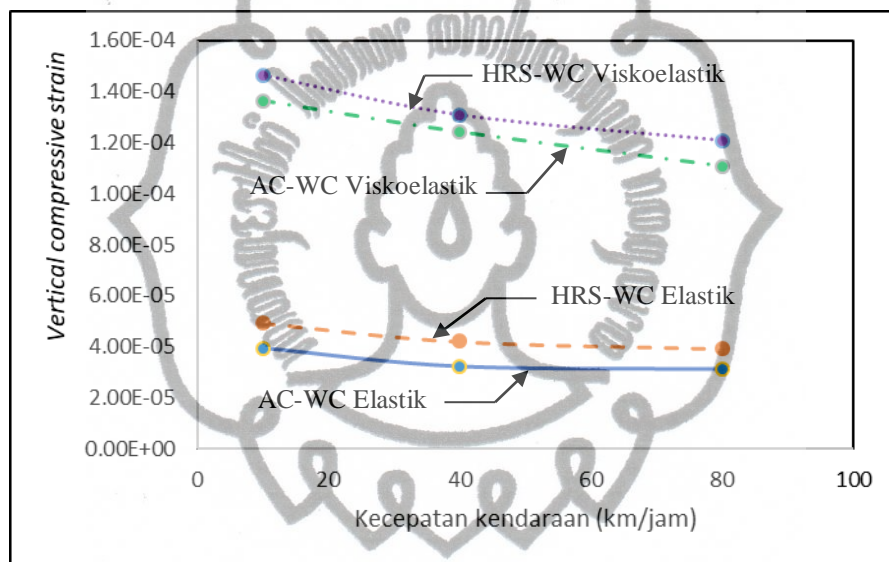 1.60E-04
1.40E-04
1.20E-04
1.00E-04
8.00E-05
6.00E-05
4.00E-05
2.00E-05
0.00E+00
Vertical compressive strain
HRS-WC Viskoelastik
AC-WC Viskoelastik
HRS-WC Elastik
AC-WC Elastik
0 20 40 60 80 100
Kecepatan kendaraan (km/jam)